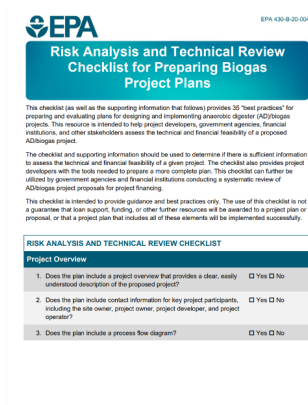 EPA
EPA 430-B-20-004
Risk Analysis and Technical Review
Checklist for Preparing Biogas
Project Plans
This checklist (as well as the supporting information that follows) provides 35 "best practices" for
preparing and evaluating plans for designing and implementing anaerobic digester (AD)/biogas
projects. This resource is intended to help project developers, government agencies, financial
institutions, and other stakeholders assess the technical and financial feasibility of a proposed
AD/biogas project.
The checklist and supporting information should be used to determine if there is sufficient information
to assess the technical and financial feasibility of a given project. The checklist also provides project
developers with the tools needed to prepare a more complete plan. This checklist can further be
utilized by government agencies and financial institutions conducting a systematic review of
AD/biogas project proposals for project financing.
This checklist is intended to provide guidance and best practices only. The use of this checklist is not
a guarantee that loan support, funding, or other further resources will be awarded to a project plan or
proposal, or that a project plan that includes all of these elements will be implemented successfully.
RISK ANALYSIS AND TECHNICAL REVIEW CHECKLIST
Project Overview
1. Does the plan include a project overview that provides a clear, easily ☐ Yes ☐ No
understood description of the proposed project?
2. Does the plan include contact information for key project participants, ☐ Yes ☐ No
including the site owner, project owner, project developer, and project
operator?
3. Does the plan include a process flow diagram? ☐ Yes ☐ No